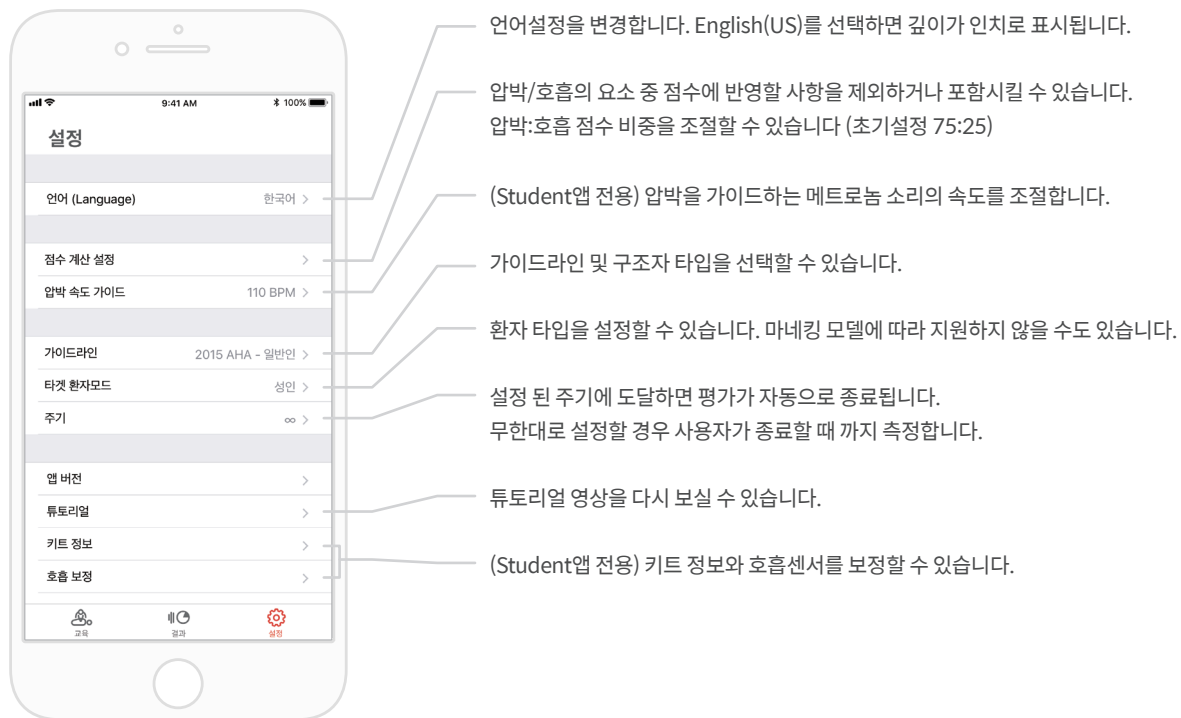 9:41 AM
100%
설정
언어 (Language)
한국어
점수 계산 설정
압박 속도 가이드
110 BPM
가이드라인
2015 AHA - 일반인
타겟 환자모드
성인
주기
∞
앱 버전
튜토리얼
키트 정보
호흡 보정
교육
결과
설정
언어설정을 변경합니다. English(US)를 선택하면 깊이가 인치로 표시됩니다.
압박/호흡의 요소 중 점수에 반영할 사항을 제외하거나 포함시킬 수 있습니다.
압박:호흡 점수 비중을 조절할 수 있습니다 (초기설정 75:25)
(Student앱 전용) 압박을 가이드하는 메트로놈 소리의 속도를 조절합니다.
가이드라인 및 구조자 타입을 선택할 수 있습니다.
환자 타입을 설정할 수 있습니다. 마네킹 모델에 따라 지원하지 않을 수도 있습니다.
설정 된 주기에 도달하면 평가가 자동으로 종료됩니다.
무한대로 설정할 경우 사용자가 종료할 때 까지 측정합니다.
튜토리얼 영상을 다시 보실 수 있습니다.
(Student앱 전용) 키트 정보와 호흡센서를 보정할 수 있습니다.